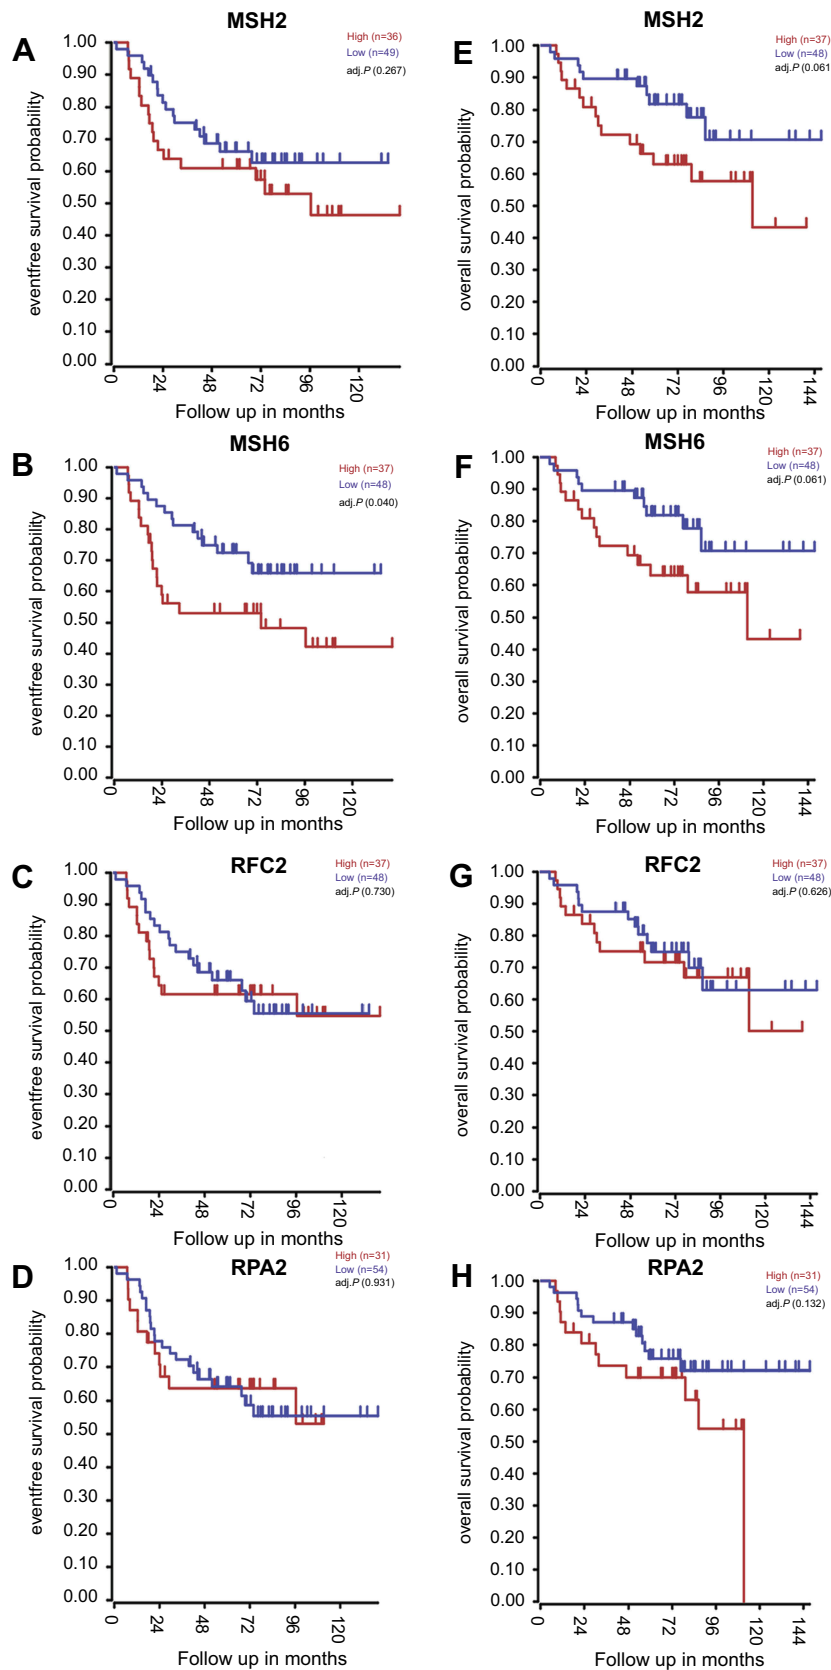 A
MSH2
High (n=36)
Low (n=49)
adj.P (0.267)
eventfree survival probability
1.00
0.90
0.80
0.70
0.60
0.50
0.40
0.30
0.20
0.10
0.00
0 24 48 72 96 120
Follow up in months
E
MSH2
High (n=37)
Low (n=48)
adj.P (0.061
overall survival probability
1.00
0.90
0.80
0.70
0.60
0.50
0.40
0.30
0.20
0.10
0.00
0 24 48 72 96 120 144
Follow up in months
B
MSH6
High (n=37)
Low (n=48)
adj.P (0.040)
eventfree survival probability
1.00
0.90
0.80
0.70
0.60
0.50
0.40
0.30
0.20
0.10
0.00
0 24 48 72 96 120
Follow up in months
F
MSH6
High (n=37)
Low (n=48)
adj.P (0.061)
overall survival probability
1.00
0.90
0.80
0.70
0.60
0.50
0.40
0.30
0.20
0.10
0.00
0 24 48 72 96 120 144
Follow up in months
C
RFC2
High (n=37)
Low (n=48)
adj.P (0.730)
eventfree survival probability
1.00
0.90
0.80
0.70
0.60
0.50
0.40
0.30
0.20
0.10
0.00
0 24 48 72 96 120
Follow up in months
G
RFC2
High (n=37)
Low (n=48)
adj.P (0.626)
overall survival probability
1.00
0.90
0.80
0.70
0.60
0.50
0.40
0.30
0.20
0.10
0.00
0 24 48 72 96 120 144
Follow up in months
D
RPA2
High (n=31)
Low (n=54)
adj.P (0.931)
eventfree survival probability
1.00
0.90
0.80
0.70
0.60
0.50
0.40
0.30
0.20
0.10
0.00
0 24 48 72 96 120
Follow up in months
H
RPA2
High (n=31)
Low (n=54)
adj.P (0.132)
overall survival probability
1.00
0.90
0.80
0.70
0.60
0.50
0.40
0.30
0.20
0.10
0.00
0 24 48 72 96 120 144
Follow up in months